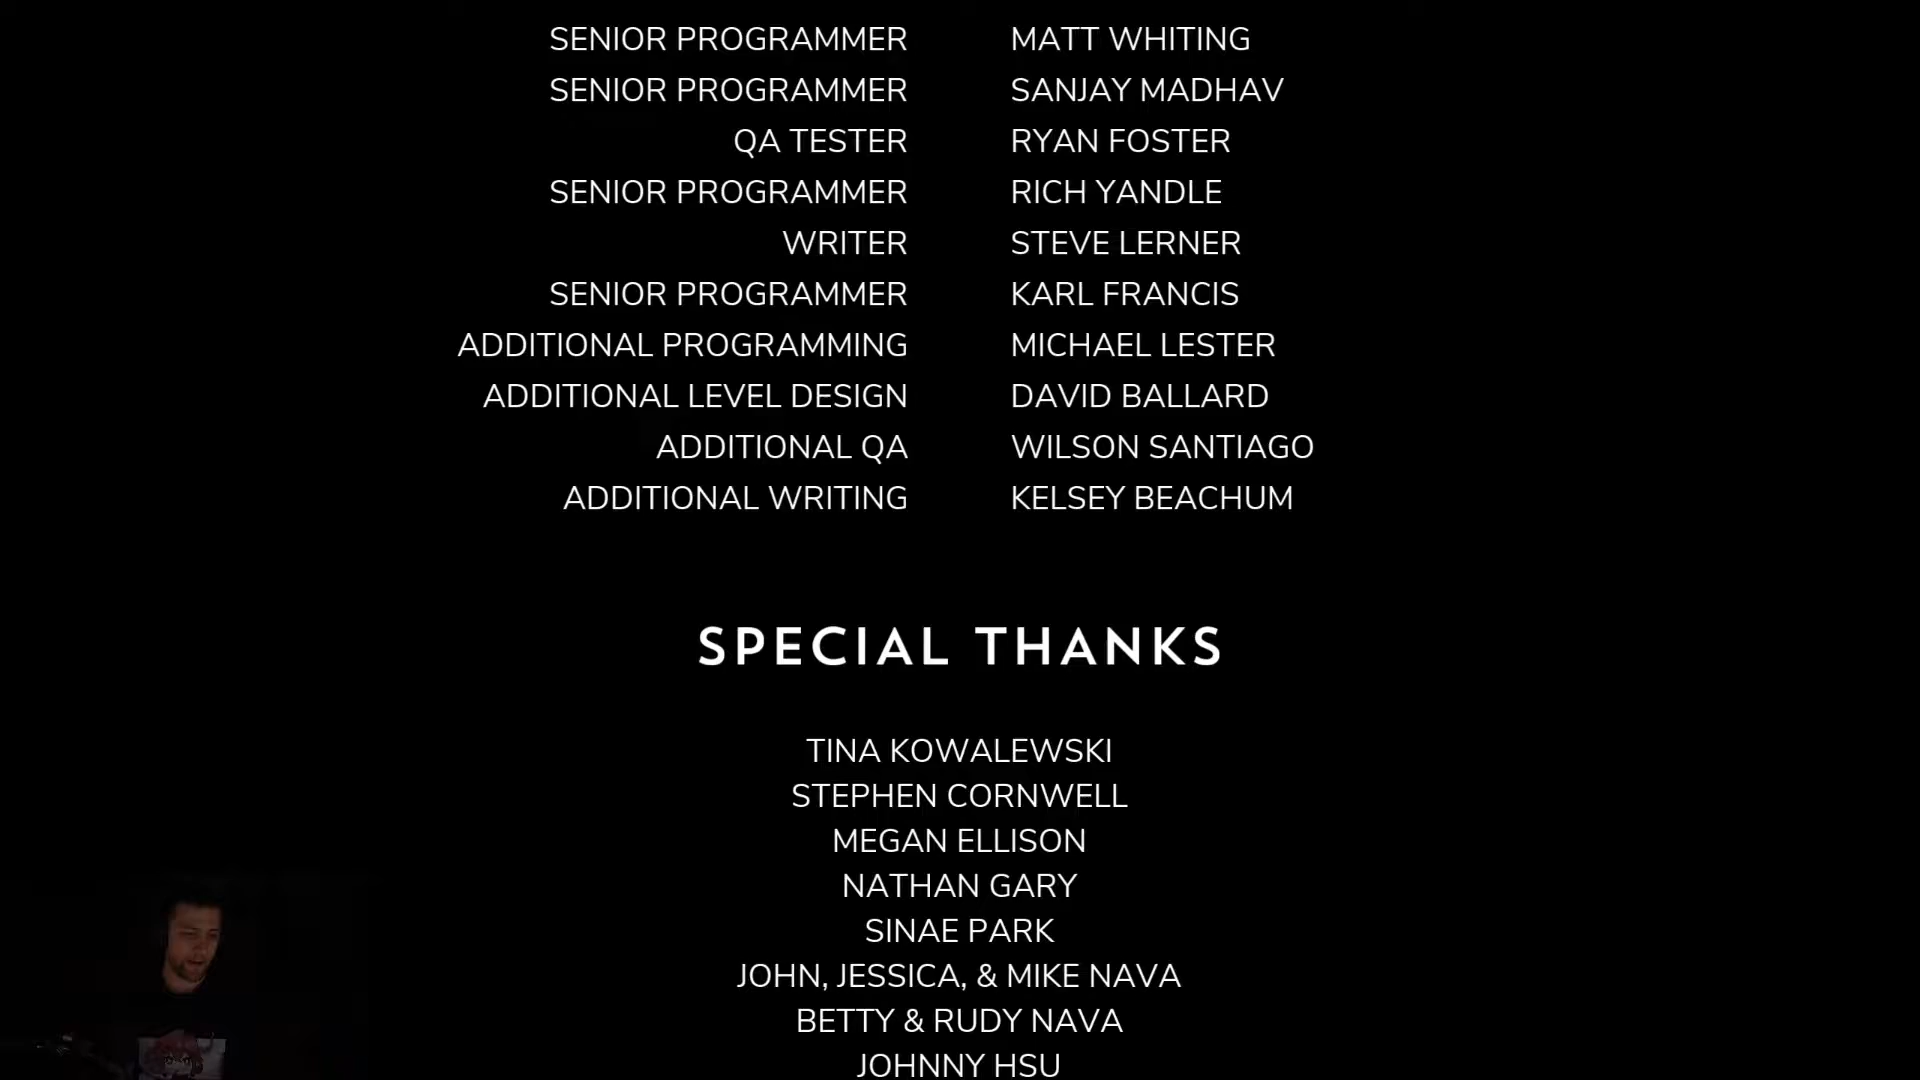 SENIOR PROGRAMMER MATT WHITING
SENIOR PROGRAMMER SANJAY MADHAV
QA TESTER RYAN FOSTER
SENIOR PROGRAMMER RICH YANDLE
WRITER STEVE LERNER
SENIOR PROGRAMMER KARL FRANCIS
ADDITIONAL PROGRAMMING MICHAEL LESTER
ADDITIONAL LEVEL DESIGN DAVID BALLARD
ADDITIONAL QA WILSON SANTIAGO
ADDITIONAL WRITING KELSEY BEACHUM
SPECIAL THANKS
TINA KOWALEWSKI
STEPHEN CORNWELL
MEGAN ELLISON
NATHAN GARY
SINAE PARK
JOHN, JESSICA, & MIKE NAVA
BETTY & RUDY NAVA
JOHNNY HSU